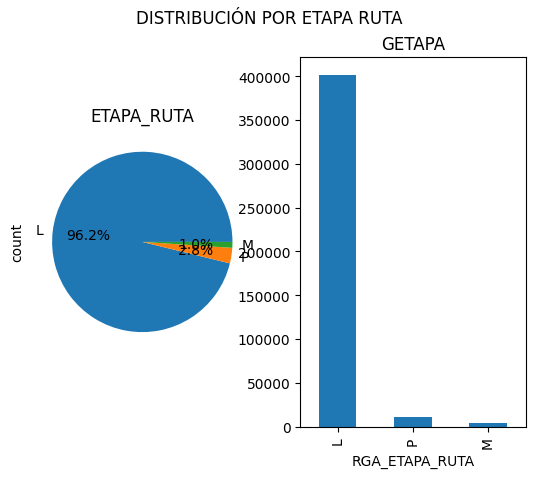 DISTRIBUCIÓN POR ETAPA RUTA
ETAPA_RUTA
count
L
96.2%
1.0%
2.8%
M
P
GETAPA
400000
350000
300000
250000
200000
150000
100000
50000
0
L
P
M
RGA_ETAPA_RUTA